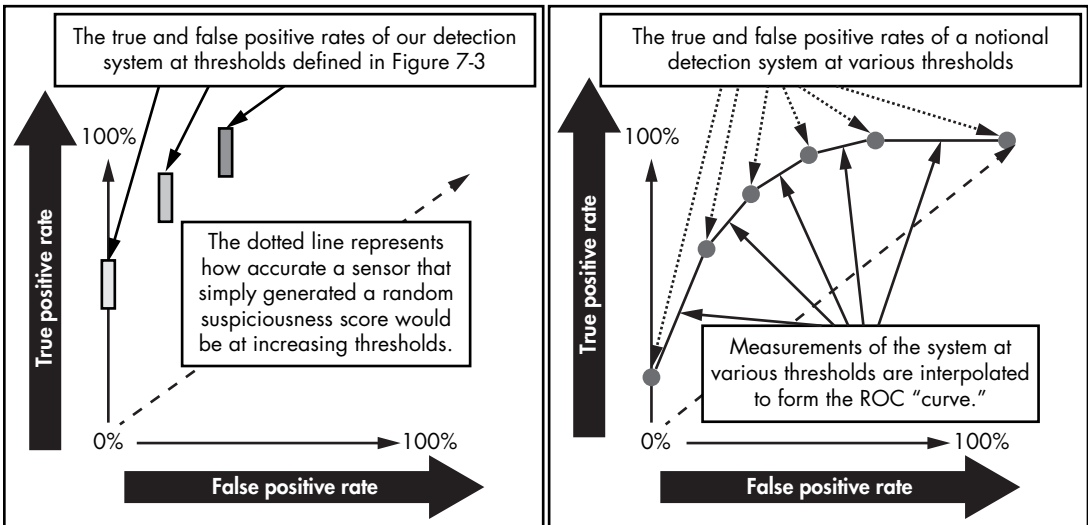 The true and false positive rates of our detection
system at thresholds defined in Figure 7-3
100%
True positive rate
The dotted line represents
how accurate a sensor that
simply generated a random
suspiciousness score would
be at increasing thresholds.
0%
100%
False positive rate
The true and false positive rates of a notional
detection system at various thresholds
100%
True positive rate
Measurements of the system at
various thresholds are interpolated
to form the ROC “curve.”
0%
100%
False positive rate